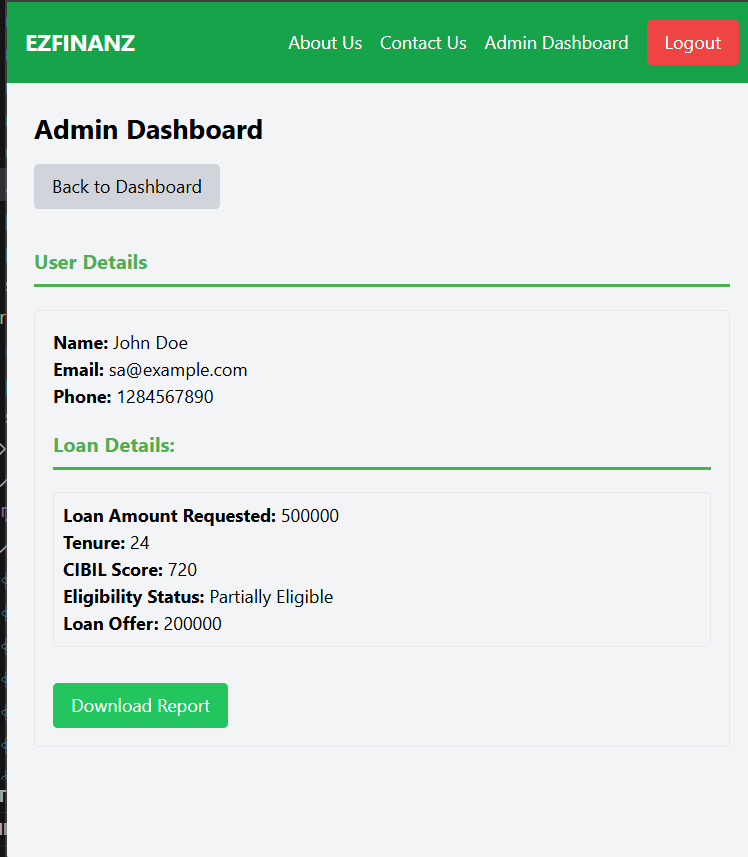 EZFINANZ About Us Contact Us Admin Dashboard Logout
Admin Dashboard
Back to Dashboard
User Details
Name: John Doe
Email: sa@example.com
Phone: 1284567890
Loan Details:
Loan Amount Requested: 500000
Tenure: 24
CIBIL Score: 720
Eligibility Status: Partially Eligible
Loan Offer: 200000
Download Report